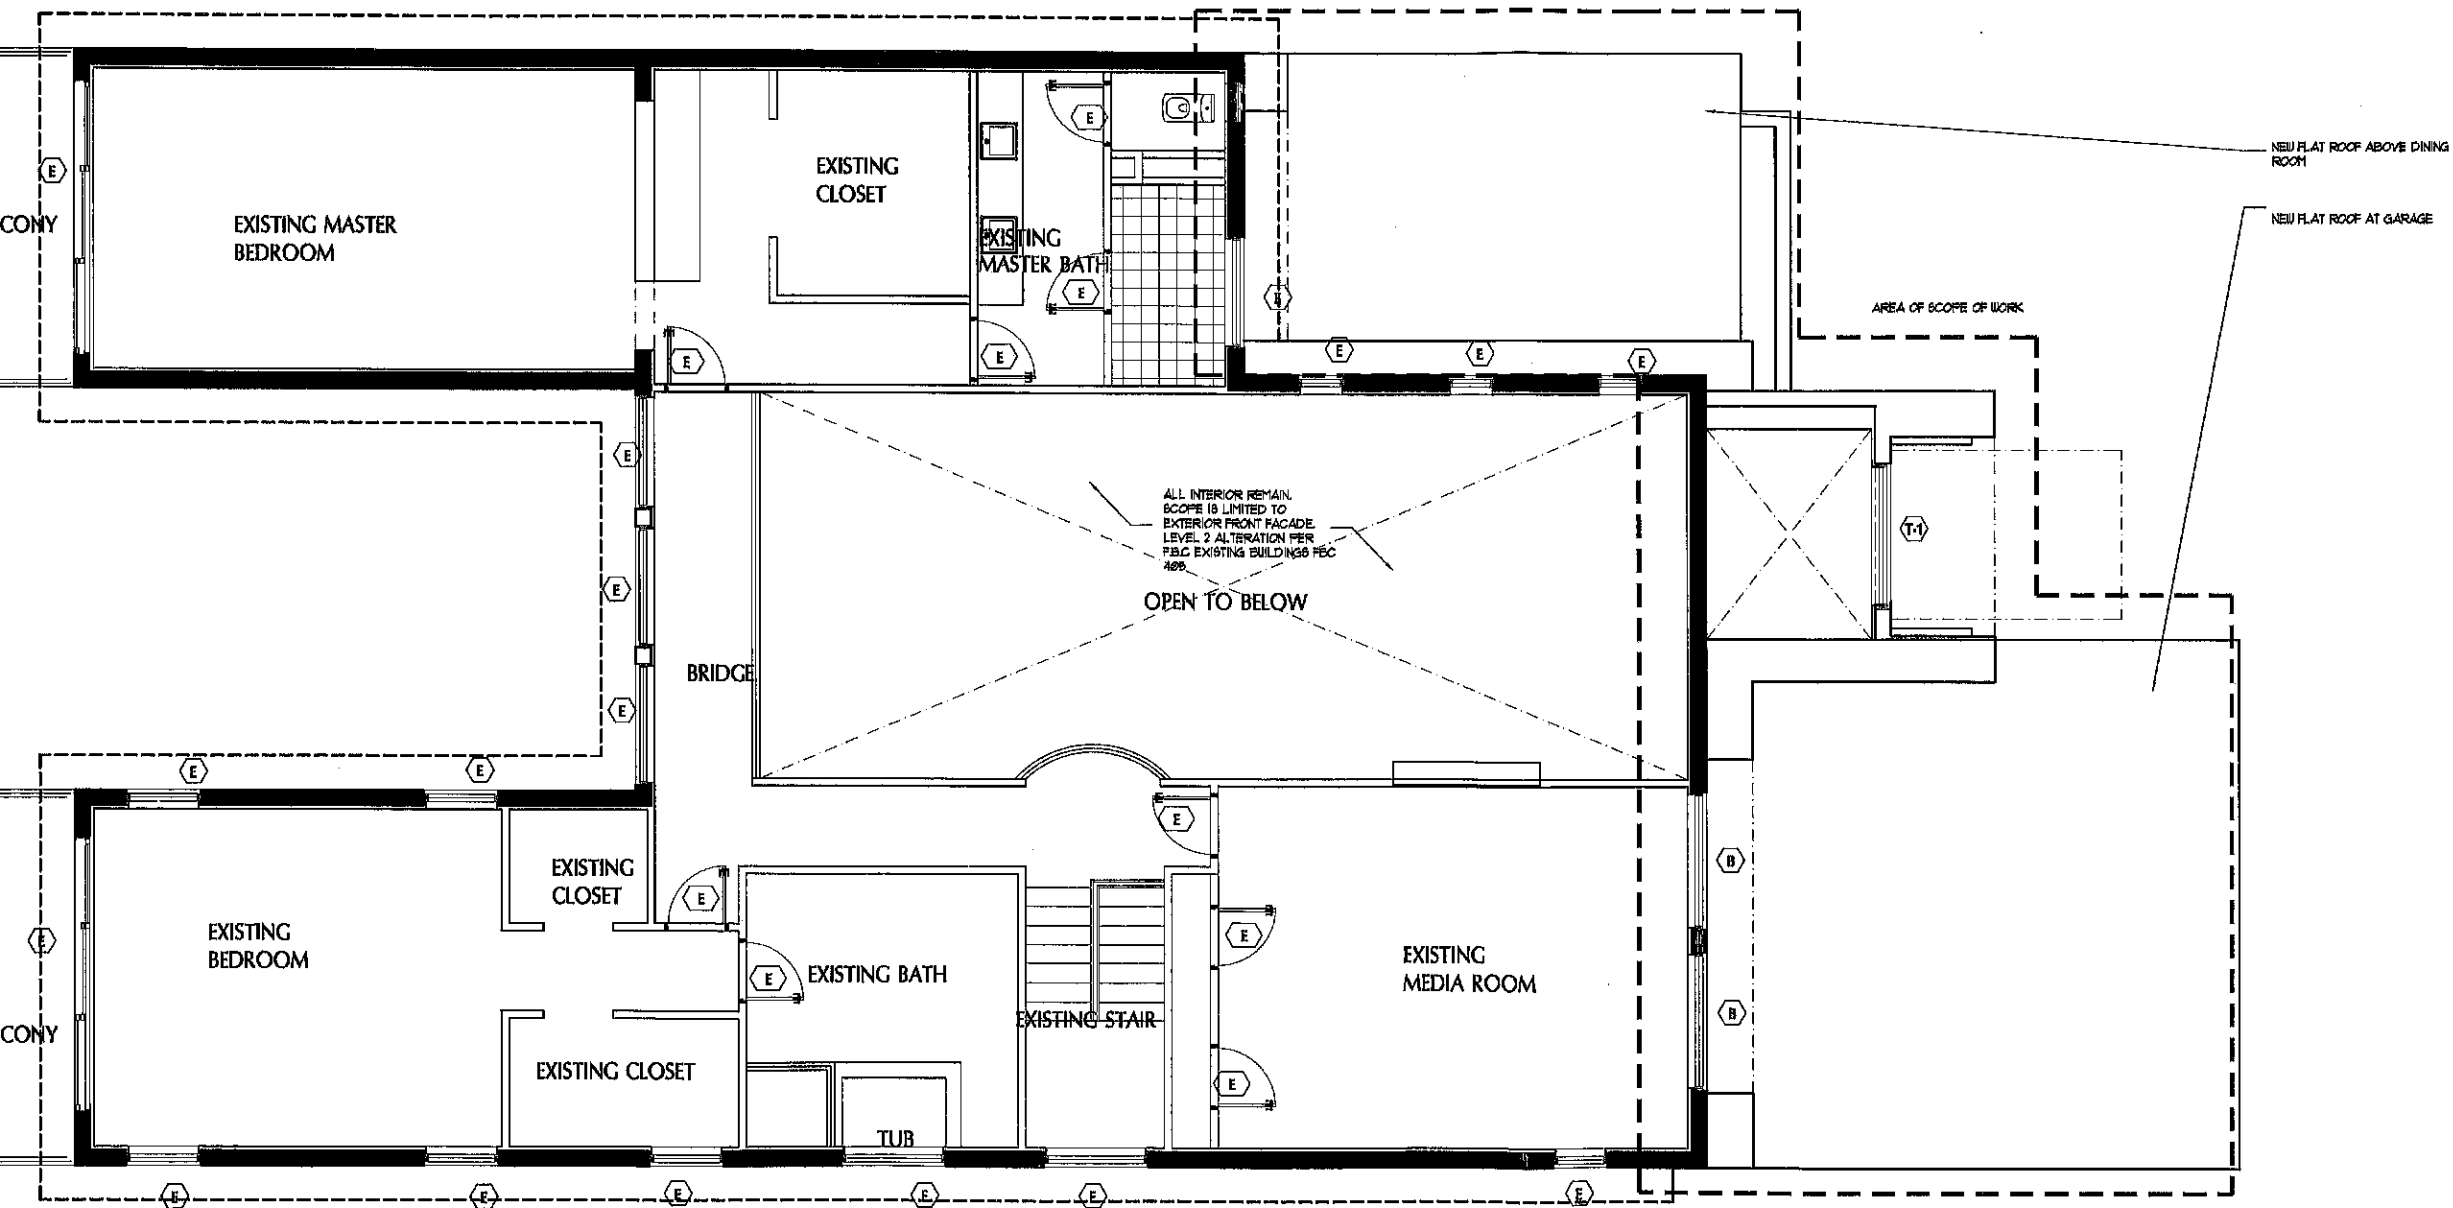 NEW FLAT ROOF ABOVE DINING
ROOM
NEW FLAT ROOF AT GARAGE
AREA OF SCOPE OF WORK
E
E
E
E
E
CONY
EXISTING MASTER
BEDROOM
EXISTING
CLOSET
EXISTING
MASTER BATH
E
E
E
E
E
E
ALL INTERIOR REMAIN.
SCOPE IS LIMITED TO
EXTERIOR FRONT FACADE.
LEVEL 2 ALTERATION PER
F.B.C EXISTING BUILDINGS FBC
405
OPEN TO BELOW
T-1
E
BRIDGE
E
E
E
E
B
EXISTING
CLOSET
E
EXISTING
BEDROOM
E
E
EXISTING BATH
E
EXISTING
MEDIA ROOM
B
EXISTING STAIR
CONY
EXISTING CLOSET
E
TUB
E
E
E
E
E
E